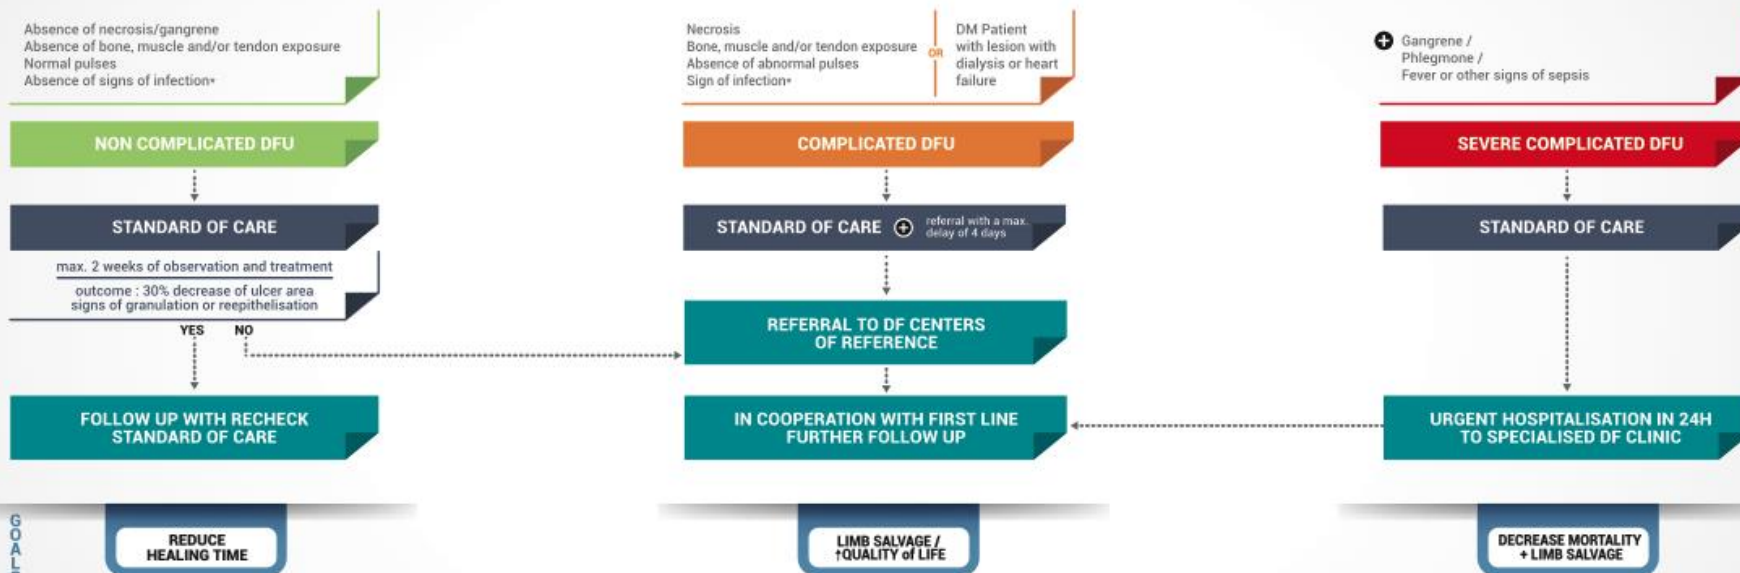 Absence of necrosis/gangrene
Absence of bone, muscle and/or tendon exposure
Normal pulses
Absence of signs of infection*
NON COMPLICATED DFU
STANDARD OF CARE
max. 2 weeks of observation and treatment
outcome : 30% decrease of ulcer area
signs of granulation or reepithelisation
YES NO
FOLLOW UP WITH RECHECK
STANDARD OF CARE
Necrosis
Bone, muscle and/or tendon exposure
Absence of abnormal pulses
Sign of infection*
OR
DM Patient
with lesion with
dialysis or heart
failure
COMPLICATED DFU
STANDARD OF CARE + referral with a max.
delay of 4 days
REFERRAL TO DF CENTERS
OF REFERENCE
IN COOPERATION WITH FIRST LINE
FURTHER FOLLOW UP
+ Gangrene /
Phlegmone /
Fever or other signs of sepsis
SEVERE COMPLICATED DFU
STANDARD OF CARE
URGENT HOSPITALISATION IN 24H
TO SPECIALISED DF CLINIC
GOAL
REDUCE
HEALING TIME
LIMB SALVAGE /
↑QUALITY of LIFE
DECREASE MORTALITY
+ LIMB SALVAGE